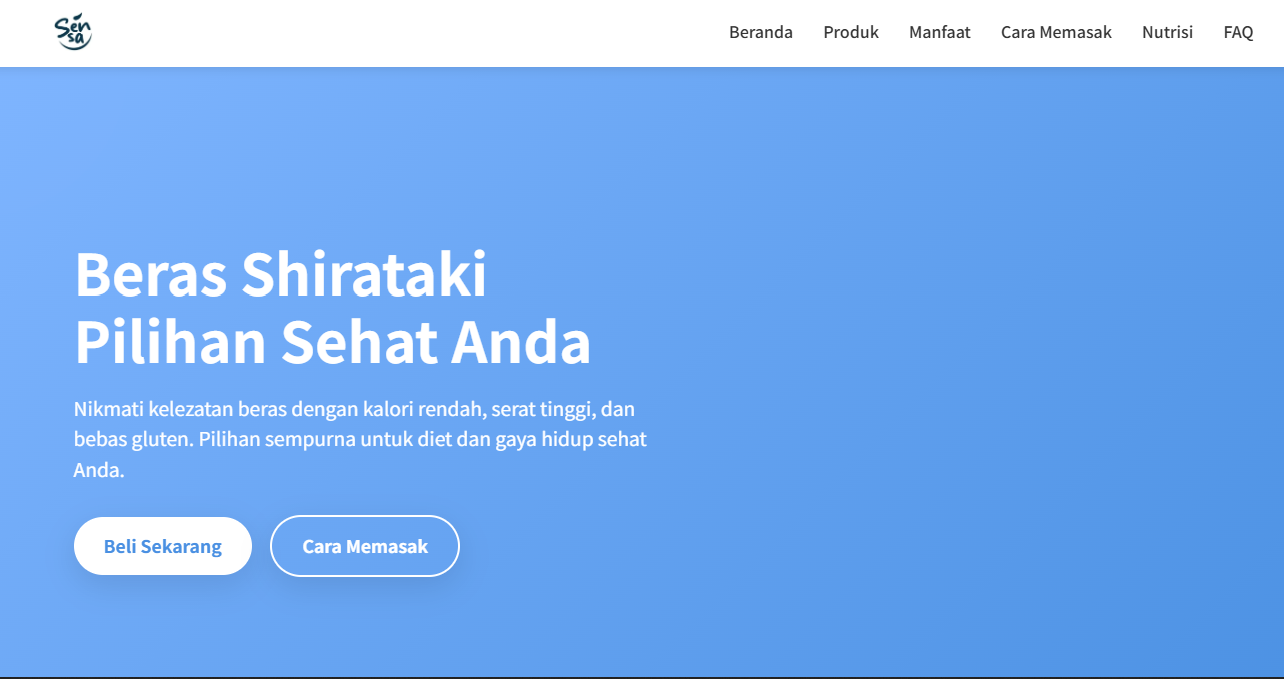 Sen
sa
Beranda Produk Manfaat Cara Memasak Nutrisi FAQ
Beras Shirataki
Pilihan Sehat Anda
Nikmati kelezatan beras dengan kalori rendah, serat tinggi, dan
bebas gluten. Pilihan sempurna untuk diet dan gaya hidup sehat
Anda.
Beli Sekarang Cara Memasak